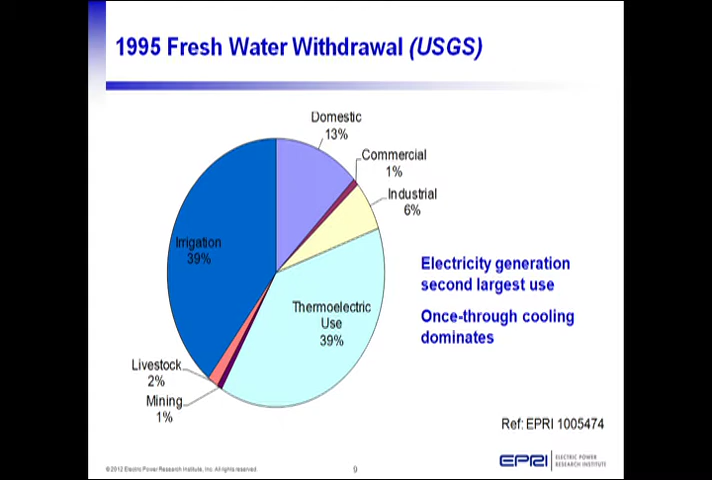 1995 Fresh Water Withdrawal (USGS)
Domestic
13%
Commercial
1%
Industrial
6%
Irrigation
39%
Thermoelectric
Use
39%
Livestock
2%
Mining
1%
Electricity generation
second largest use
Once-through cooling
dominates
Ref: EPRI 1005474
© 2012 Electric Power Research Institute, Inc. All rights reserved.
9
EPRI
ELECTRIC POWER
RESEARCH INSTITUTE